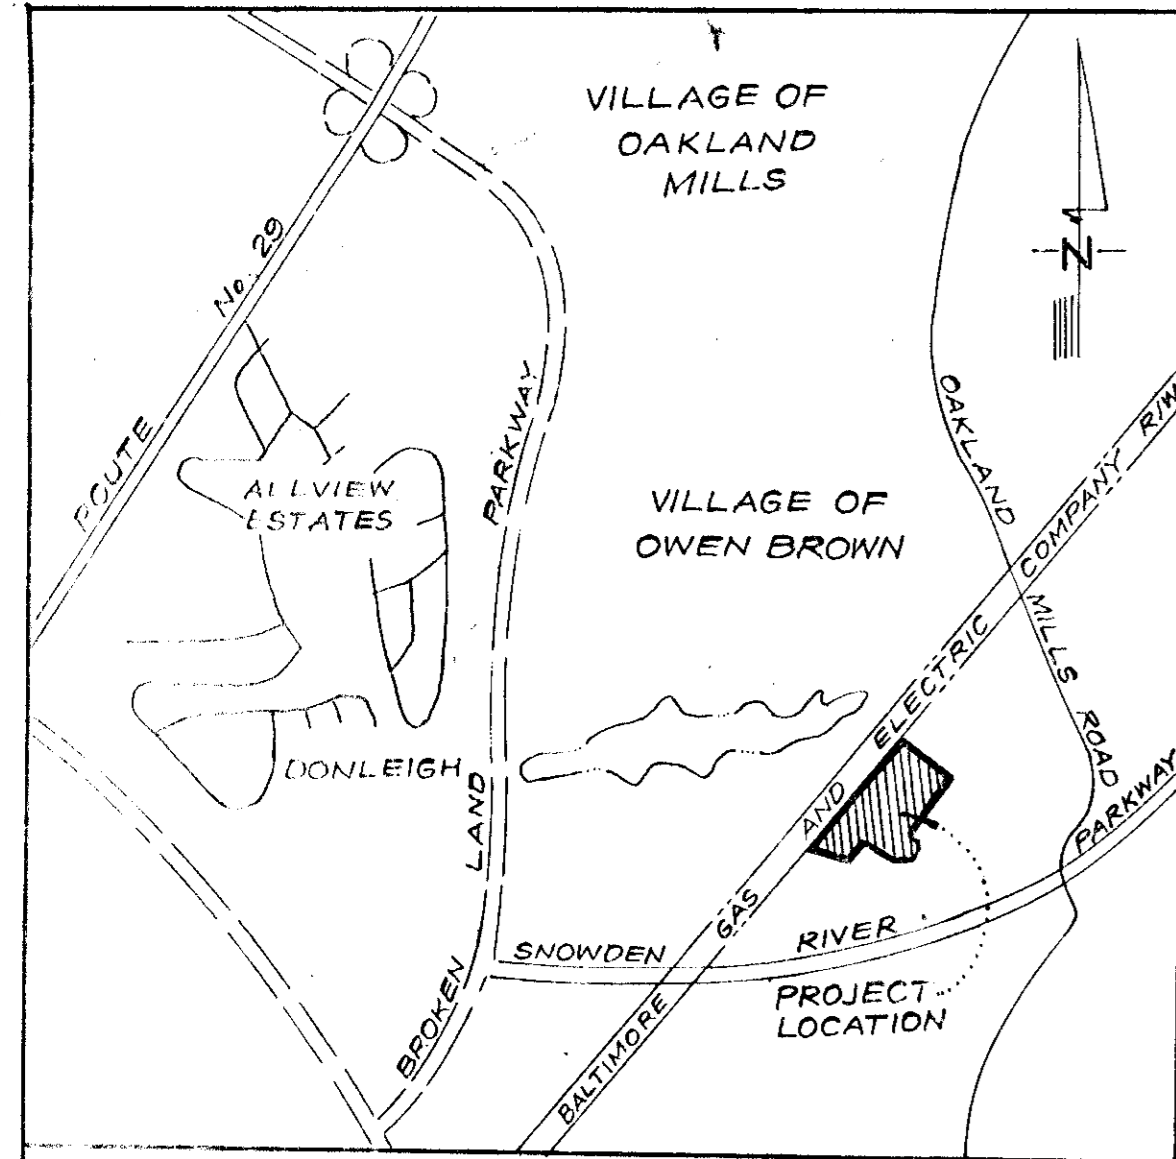 VILLAGE OF
OAKLAND
MILLS
N
ROUTE No. 29
ALLVIEW
ESTATES
BROKEN LAND PARKWAY
VILLAGE OF
OWEN BROWN
OAKLAND MILLS ROAD
BALTIMORE GAS AND ELECTRIC COMPANY R/W
DONLEIGH
SNOWDEN RIVER PARKWAY
PROJECT
LOCATION